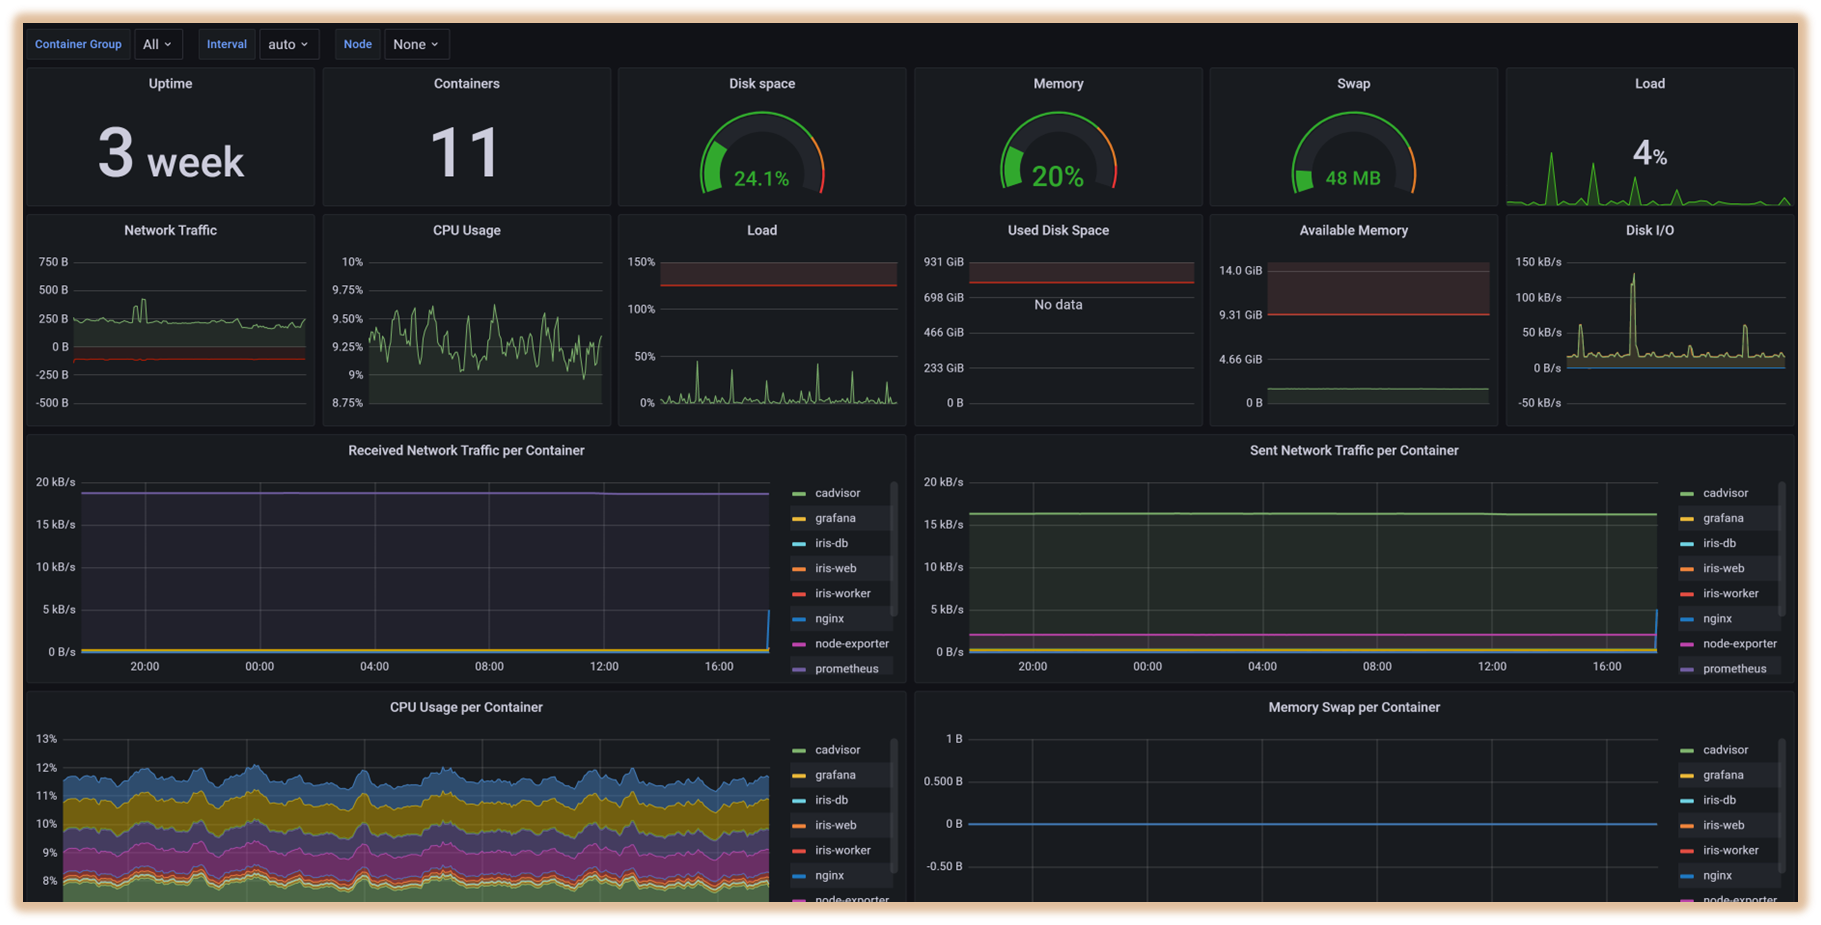 Container Group All Interval auto Node None
Uptime
3 week
Containers
11
Disk space
24.1%
Memory
20%
Swap
48 MB
Load
4%
Network Traffic
750 B
500 B
250 B
0 B
-250 B
-500 B
CPU Usage
10%
9.75%
9.50%
9.25%
9%
8.75%
Load
150%
100%
50%
0%
Used Disk Space
931 GiB
698 GiB
No data
466 GiB
233 GiB
0 B
Available Memory
14.0 GiB
9.31 GiB
4.66 GiB
0 B
Disk I/O
150 kB/s
100 kB/s
50 kB/s
0 B/s
-50 kB/s
Received Network Traffic per Container
20 kB/s
15 kB/s
10 kB/s
5 kB/s
0 B/s
20:00 00:00 04:00 08:00 12:00 16:00
cadvisor
grafana
iris-db
iris-web
iris-worker
nginx
node-exporter
prometheus
Sent Network Traffic per Container
20 kB/s
15 kB/s
10 kB/s
5 kB/s
0 B/s
20:00 00:00 04:00 08:00 12:00 16:00
cadvisor
grafana
iris-db
iris-web
iris-worker
nginx
node-exporter
prometheus
CPU Usage per Container
13%
12%
11%
10%
9%
8%
cadvisor
grafana
iris-db
iris-web
iris-worker
nginx
node-exporter
Memory Swap per Container
1 B
0.500 B
0 B
-0.50 B
cadvisor
grafana
iris-db
iris-web
iris-worker
nginx
node-exporter